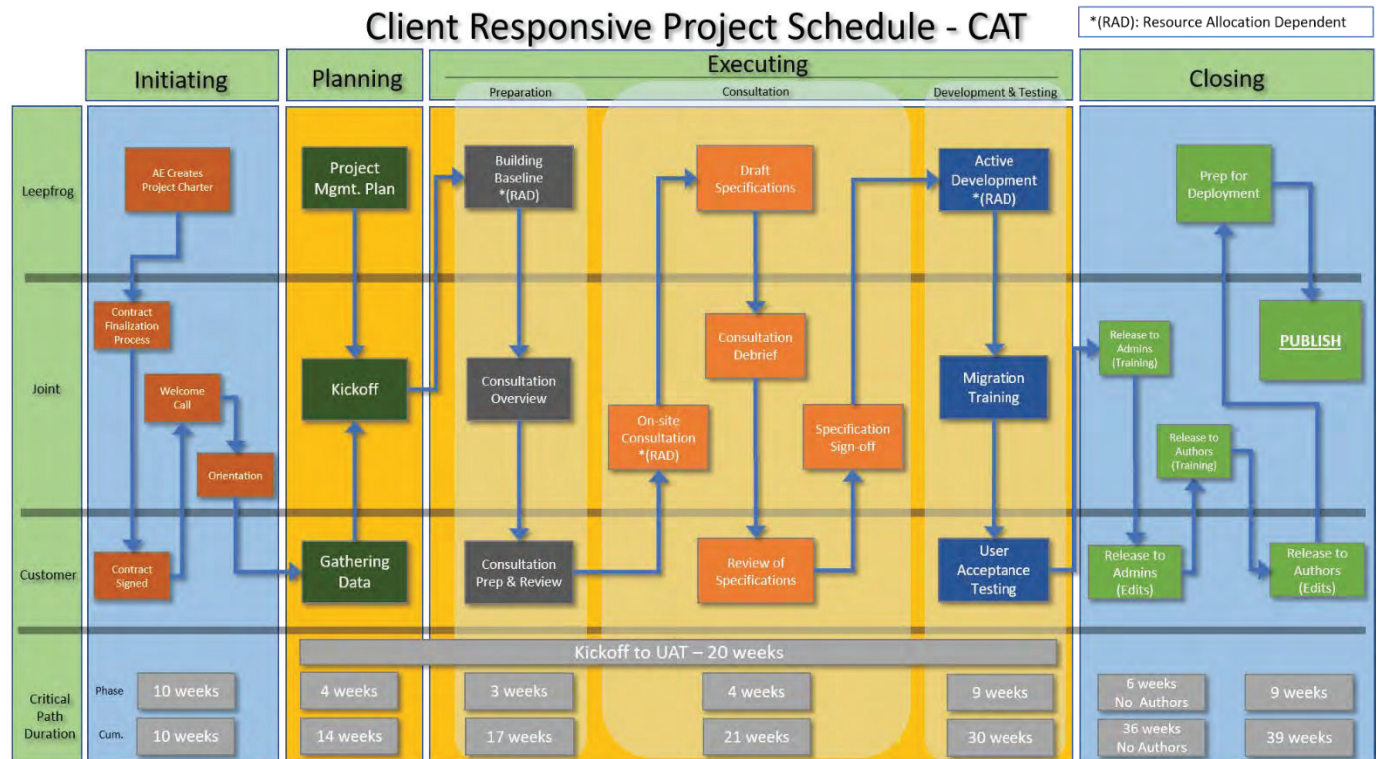 Client Responsive Project Schedule - CAT
*(RAD): Resource Allocation Dependent
Initiating
Planning
Executing
Closing
Preparation
Consultation
Development & Testing
Leepfrog
AE Creates
Project Charter
Project
Mgmt. Plan
Building
Baseline
*(RAD)
Draft
Specifications
Active
Development
*(RAD)
Prep for
Deployment
Joint
Contract
Finalization
Process
Welcome
Call
Orientation
Kickoff
Consultation
Overview
On-site
Consultation
*(RAD)
Consultation
Debrief
Specification
Sign-off
Migration
Training
Release to
Admins
(Training)
Release to
Authors
(Training)
PUBLISH
Customer
Contract
Signed
Gathering
Data
Consultation
Prep & Review
Review of
Specifications
User
Acceptance
Testing
Release to
Admins
(Edits)
Release to
Authors
(Edits)
Kickoff to UAT – 20 weeks
Critical
Path
Duration
Phase
10 weeks
4 weeks
3 weeks
4 weeks
9 weeks
6 weeks
No Authors
9 weeks
Cum.
10 weeks
14 weeks
17 weeks
21 weeks
30 weeks
36 weeks
No Authors
39 weeks